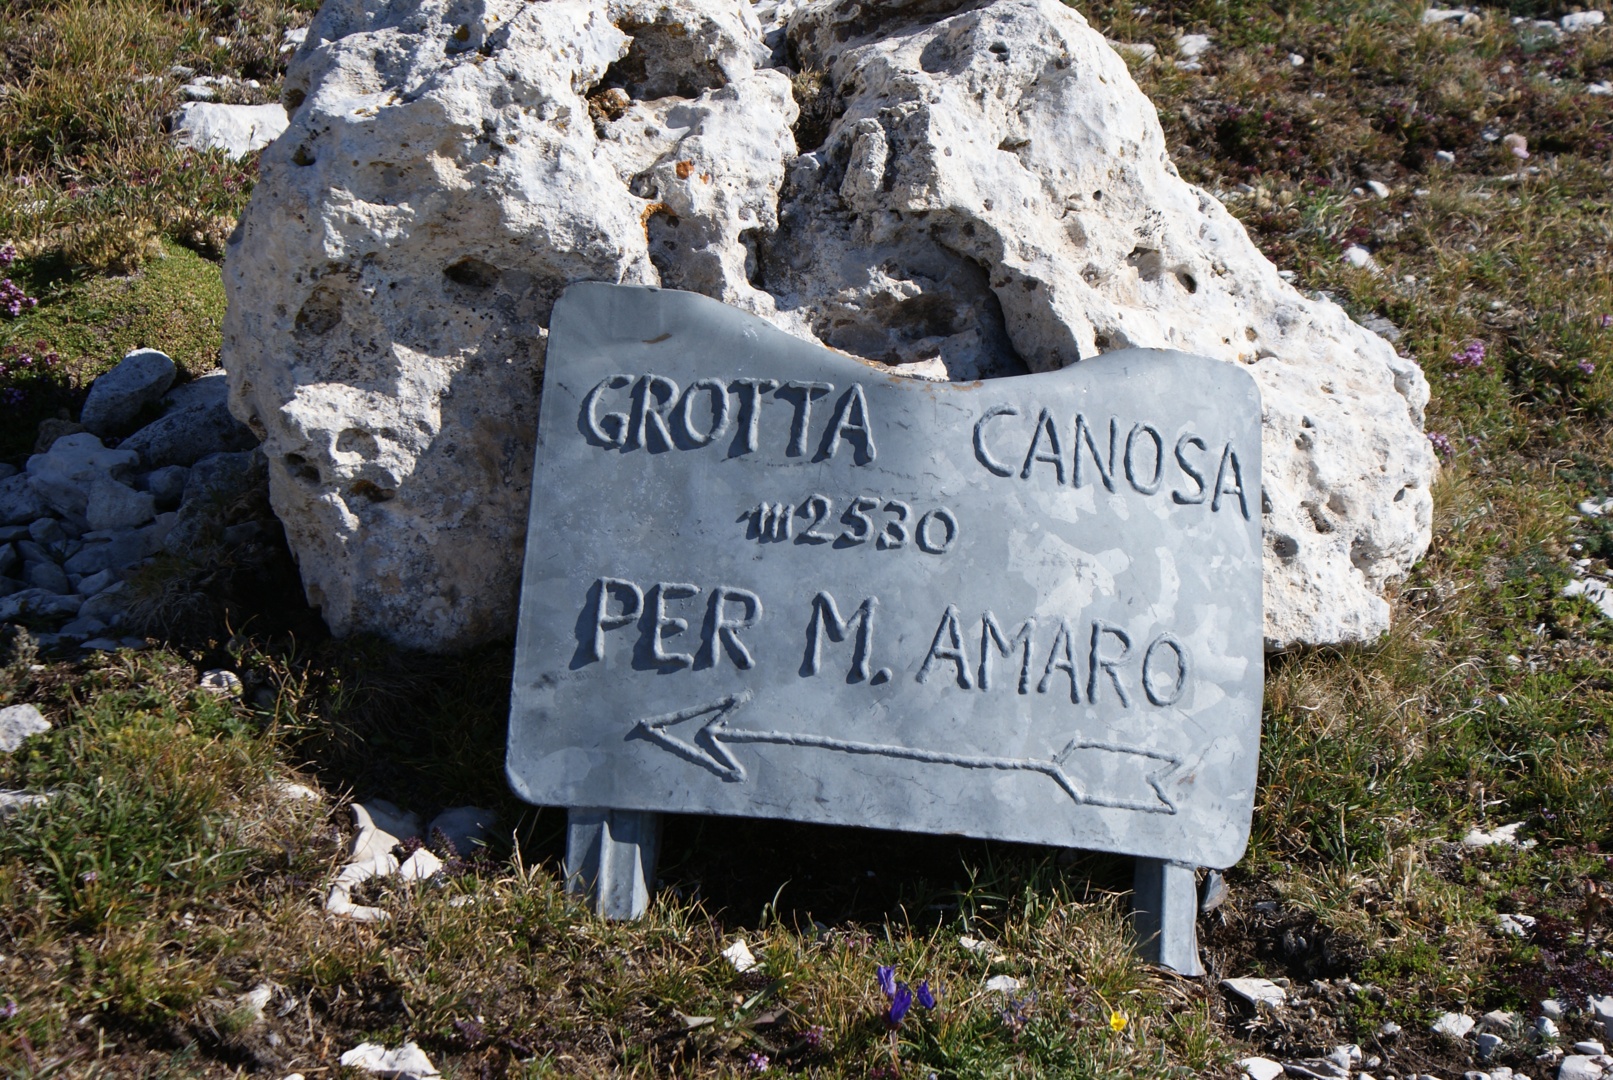 GROTTA CANOSA
m2530
PER M. AMARO